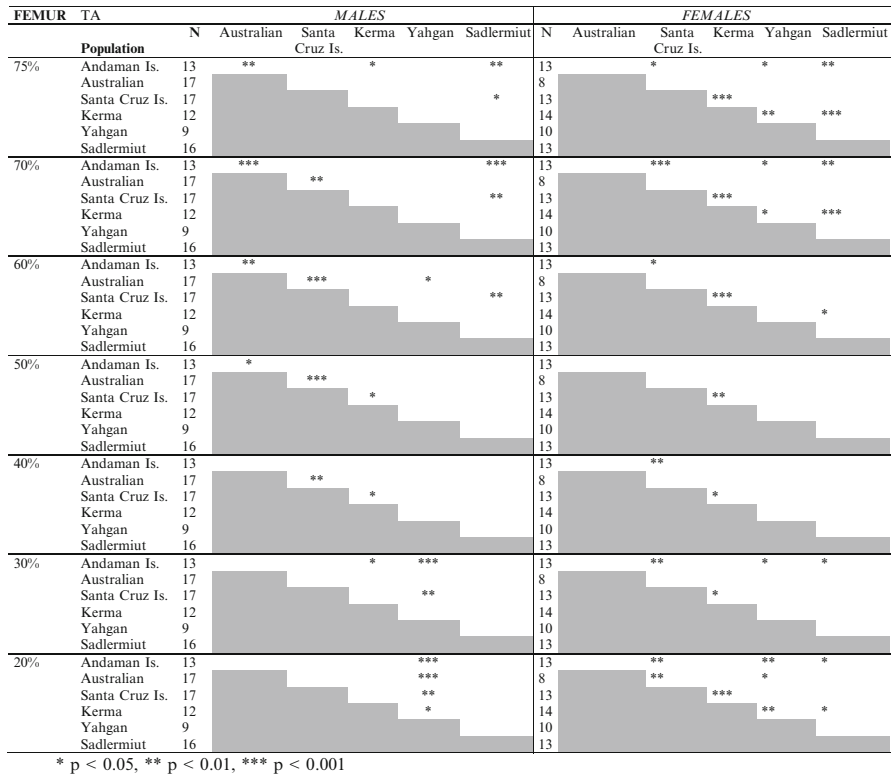 FEMUR TA MALES FEMALES
N Australian Santa Kerma Yahgan Sadlermiut N Australian Santa Kerma Yahgan Sadlermiut
Population Cruz Is. Cruz Is.
75% Andaman Is. 13 ** * ** 13 * * **
Australian 17 8
Santa Cruz Is. 17 * 13 ***
Kerma 12 14 ** ***
Yahgan 9 10
Sadlermiut 16 13
70% Andaman Is. 13 *** *** 13 *** * **
Australian 17 ** 8
Santa Cruz Is. 17 ** 13 ***
Kerma 12 14 * ***
Yahgan 9 10
Sadlermiut 16 13
60% Andaman Is. 13 ** 13 *
Australian 17 *** * 8
Santa Cruz Is. 17 ** 13 ***
Kerma 12 14 *
Yahgan 9 10
Sadlermiut 16 13
50% Andaman Is. 13 * 13
Australian 17 *** 8
Santa Cruz Is. 17 * 13 **
Kerma 12 14
Yahgan 9 10
Sadlermiut 16 13
40% Andaman Is. 13 13 **
Australian 17 ** 8
Santa Cruz Is. 17 * 13 *
Kerma 12 14
Yahgan 9 10
Sadlermiut 16 13
30% Andaman Is. 13 * *** 13 ** * *
Australian 17 8
Santa Cruz Is. 17 ** 13 *
Kerma 12 14
Yahgan 9 10
Sadlermiut 16 13
20% Andaman Is. 13 *** 13 ** ** *
Australian 17 *** 8 ** *
Santa Cruz Is. 17 ** 13 ***
Kerma 12 * 14 ** *
Yahgan 9 10
Sadlermiut 16 13
* p < 0.05, ** p < 0.01, *** p < 0.001